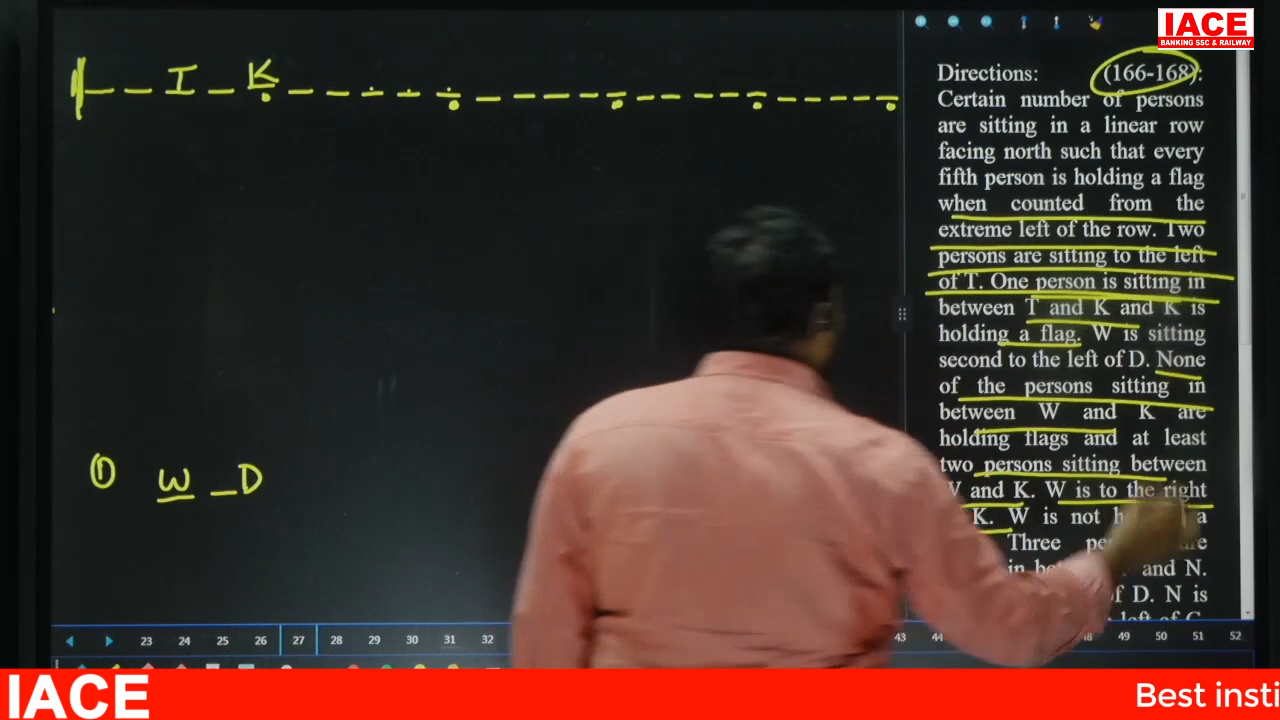 IACE
BANKING SSC & RAILWAY
T K
Directions: (166-168):
Certain number of persons
are sitting in a linear row
facing north such that every
fifth person is holding a flag
when counted from the
extreme left of the row. Two
persons are sitting to the left
of T. One person is sitting in
between T and K and K is
holding a flag. W is sitting
second to the left of D. None
of the persons sitting in
between W and K are
holding flags and at least
two persons sitting between
W and K. W is to the right
K. W is not a
Three
in and N.
of D. N is
left of C
① W _ D
23 24 25 26 27 28 29 30 31 32 43 44 48 49 50 51 52
IACE
Best insti